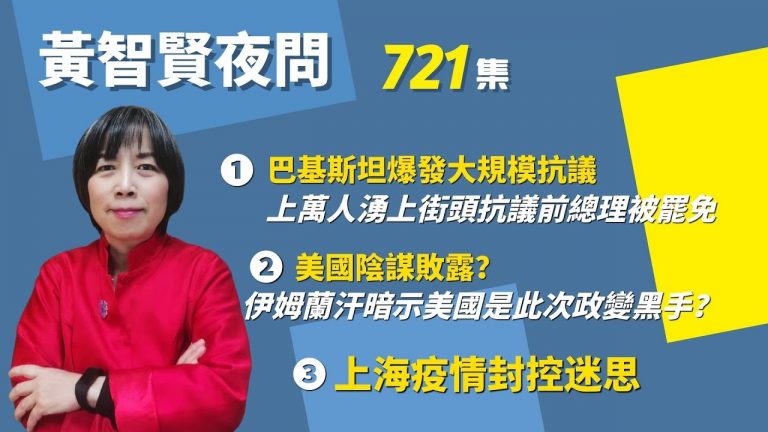 黃智賢夜問 721集
1 巴基斯坦爆發大規模抗議
上萬人湧上街頭抗議前總理被罷免
2 美國陰謀敗露？
伊姆蘭汗暗示美國是此次政變黑手？
3 上海疫情封控迷思